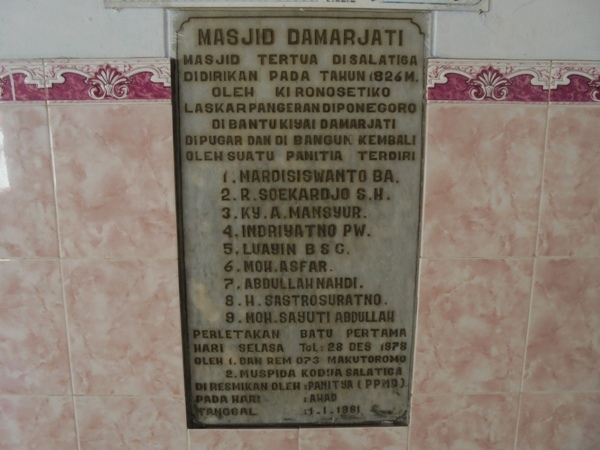 MASJID DAMARJATI
MASJID TERTUA DISALATIGA
DIDIRIKAN PADA TAHUN 1826 M.
OLEH KI RONOSETIKO
LASKAR PANGERAN DIPONEGORO
DI BANTU KIYAI DAMARJATI
DIPUGAR DAN DI BANGUN KEMBALI
OLEH SUATU PANITIA TERDIRI
1. MARDISISWANTO BA.
2. R. SOEKARDJO S.H.
3. KY. A. MANSYUR.
4. INDRIYATNO PW.
5. LUAYIN B S C.
6. MOH. ASFAR.
7. ABDULLAH NAHDI.
8. H. SASTROSURATNO.
9. MOH. SAYUTI ABDULLAH
PERLETAKAN BATU PERTAMA
HARI SELASA TGL: 26 DES 1978
OLEH 1. DAN REM 073 MAKUTOROMO
2. MUSPIDA KODYA SALATIGA
DI RESMIKAN OLEH : PANITYA (PPMD)
PADA HARI : AHAD
TANGGAL : 1.1.1981